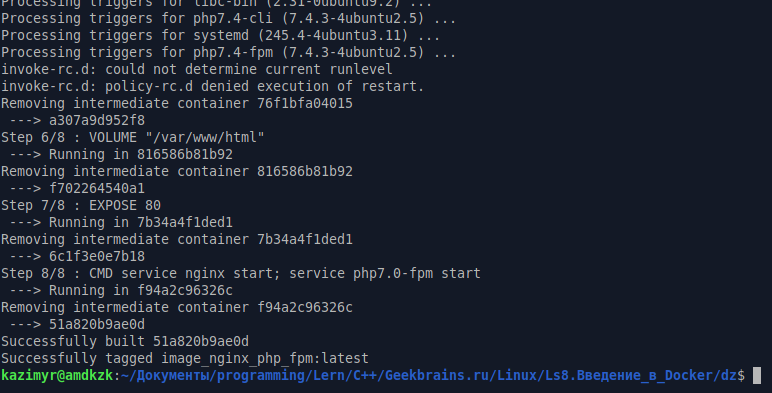 Processing triggers for libc-bin (2.31-0ubuntu9.2) ...
Processing triggers for php7.4-cli (7.4.3-4ubuntu2.5) ...
Processing triggers for systemd (245.4-4ubuntu3.11) ...
Processing triggers for php7.4-fpm (7.4.3-4ubuntu2.5) ...
invoke-rc.d: could not determine current runlevel
invoke-rc.d: policy-rc.d denied execution of restart.
Removing intermediate container 76f1bfa04015
 ---> a307a9d952f8
Step 6/8 : VOLUME "/var/www/html"
 ---> Running in 816586b81b92
Removing intermediate container 816586b81b92
 ---> f702264540a1
Step 7/8 : EXPOSE 80
 ---> Running in 7b34a4f1ded1
Removing intermediate container 7b34a4f1ded1
 ---> 6c1f3e0e7b18
Step 8/8 : CMD service nginx start; service php7.0-fpm start
 ---> Running in f94a2c96326c
Removing intermediate container f94a2c96326c
 ---> 51a820b9ae0d
Successfully built 51a820b9ae0d
Successfully tagged image_nginx_php_fpm:latest
kazimyr@amdkzk:~/Документы/programming/Lern/C++/Geekbrains.ru/Linux/Ls8.Введение_в_Docker/dz$